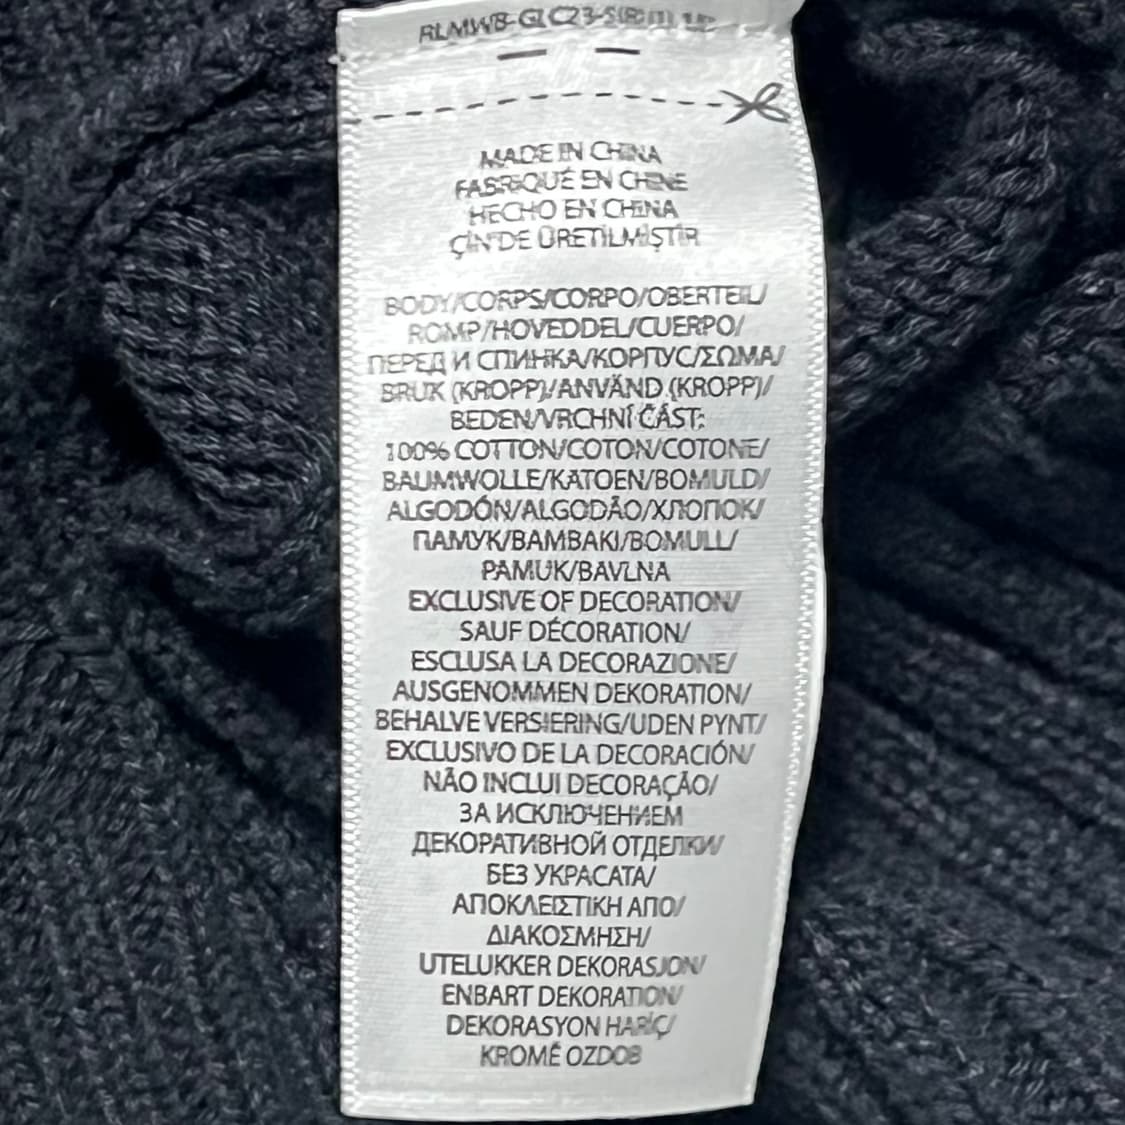 MADE IN CHINA
FABRIQUÉ EN CHINE
HECHO EN CHINA
ÇİN'DE ÜRETİLMİŞTİR
BODY/CORPS/CORPO/OBERTEIL/
ROMP/HOVEDDEL/CUERPO/
ПЕРЕД И СПИНКА/КОРПУС/ΣΩΜΑ/
BRUK (KROPP)/ANVÄND (KROPP)/
BEDEN/VRCHNÍ ČÁST:
100% COTTON/COTON/COTONE/
BAUMWOLLE/KATOEN/BOMULD/
ALGODÓN/ALGODÃO/ХЛОПОК/
ПАМУК/BAMBAKI/BOMULL/
PAMUK/BAVLNA
EXCLUSIVE OF DECORATION/
SAUF DÉCORATION/
ESCLUSA LA DECORAZIONE/
AUSGENOMMEN DEKORATION/
BEHALVE VERSIERING/UDEN PYNT/
EXCLUSIVO DE LA DECORACIÓN/
NÃO INCLUI DECORAÇÃO/
ЗА ИСКЛЮЧЕНИЕМ
ДЕКОРАТИВНОЙ ОТДЕЛКИ/
БЕЗ УКРАСАТА/
ΑΠΟΚΛΕΙΣΤΙΚΗ ΑΠΟ/
ΔΙΑΚΟΣΜΗΣΗ/
UTELUKKER DEKORASJON/
ENBART DEKORATION/
DEKORASYON HARİÇ/
KROMĚ OZDOB